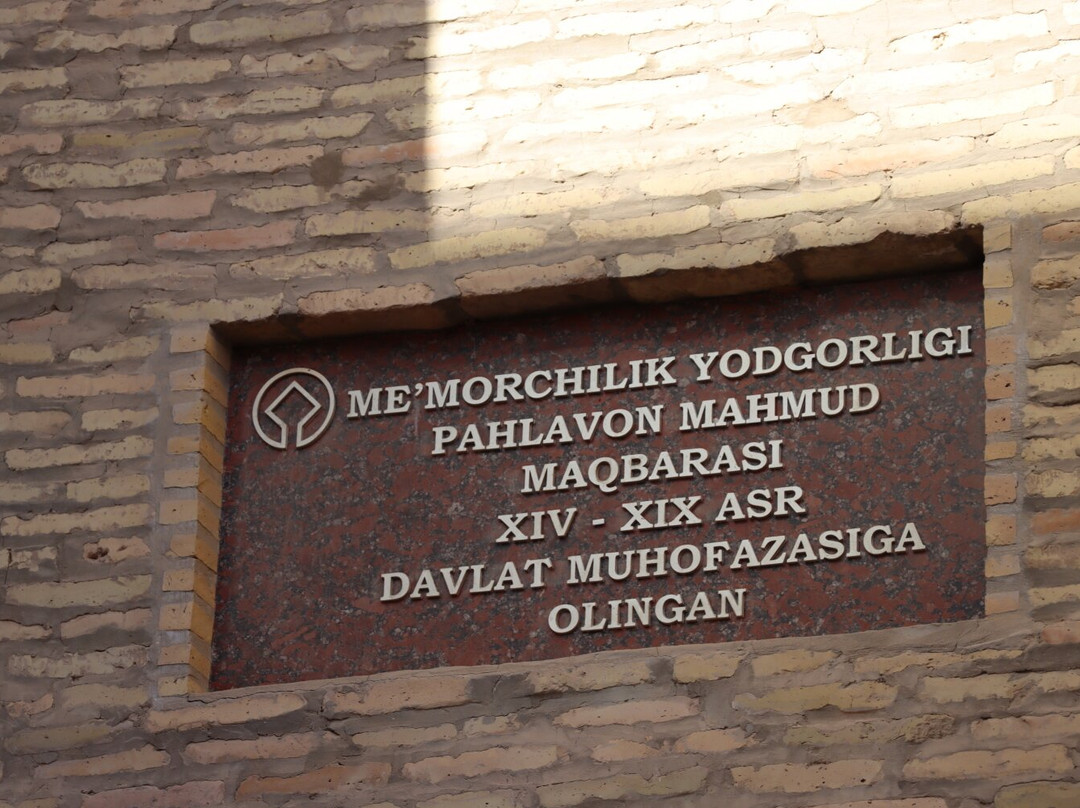 ME’MORCHILIK YODGORLIGI
PAHLAVON MAHMUD
MAQBARASI
XIV - XIX ASR
DAVLAT MUHOFAZASIGA
OLINGAN